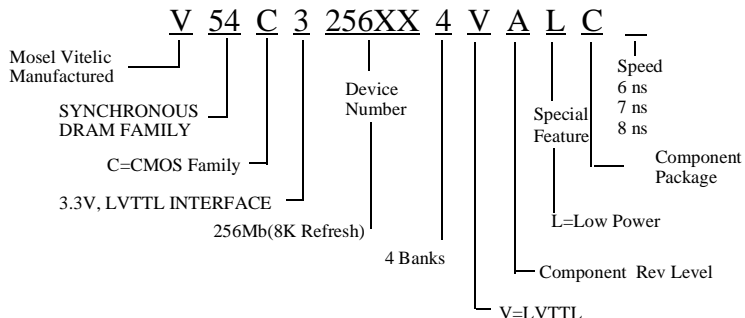 V 54 C 3 256XX 4 V A L C
Mosel Vitelic
Manufactured
SYNCHRONOUS
DRAM FAMILY
C=CMOS Family
3.3V, LVTTL INTERFACE
Device
Number
256Mb(8K Refresh)
4 Banks
V=LVTTL
Component Rev Level
Special
Feature
L=Low Power
Component
Package
Speed
6 ns
7 ns
8 ns